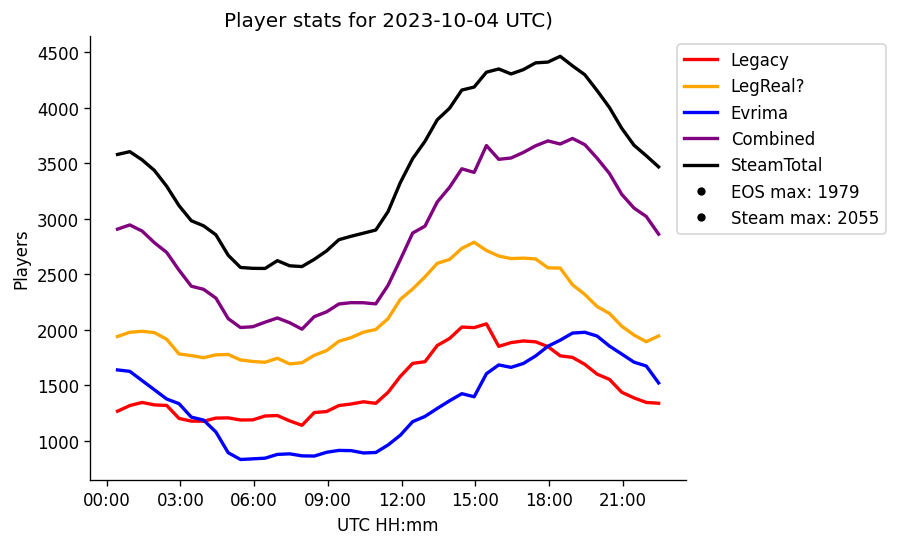 Player stats for 2023-10-04 UTC)
Legacy
LegReal?
Evrima
Combined
SteamTotal
EOS max: 1979
Steam max: 2055
Players
4500
4000
3500
3000
2500
2000
1500
1000
00:00 03:00 06:00 09:00 12:00 15:00 18:00 21:00
UTC HH:mm